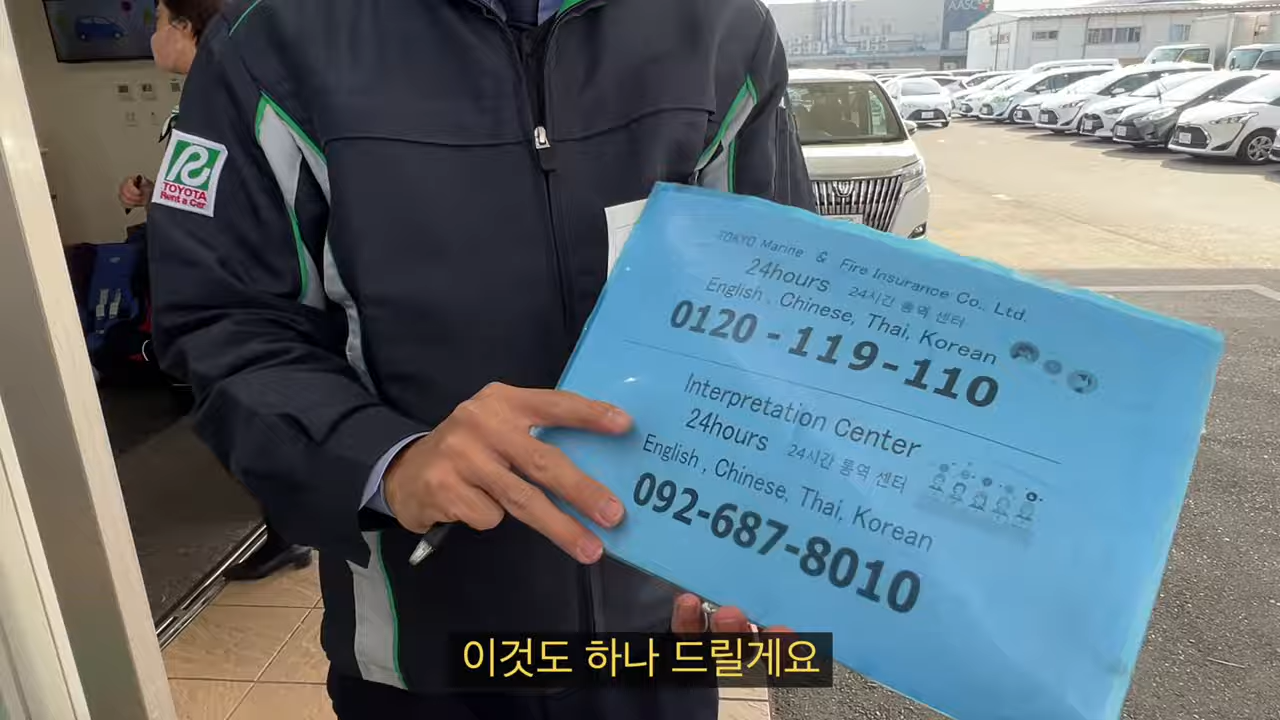 AASC
TOYOTA
Rent a Car
TOKYO Marine & Fire Insurance Co., Ltd.
24hours 24시간 통역 센터
English , Chinese, Thai, Korean
0120-119-110
Interpretation Center
24hours 24시간 통역 센터
English , Chinese, Thai, Korean
092-687-8010
이것도 하나 드릴게요